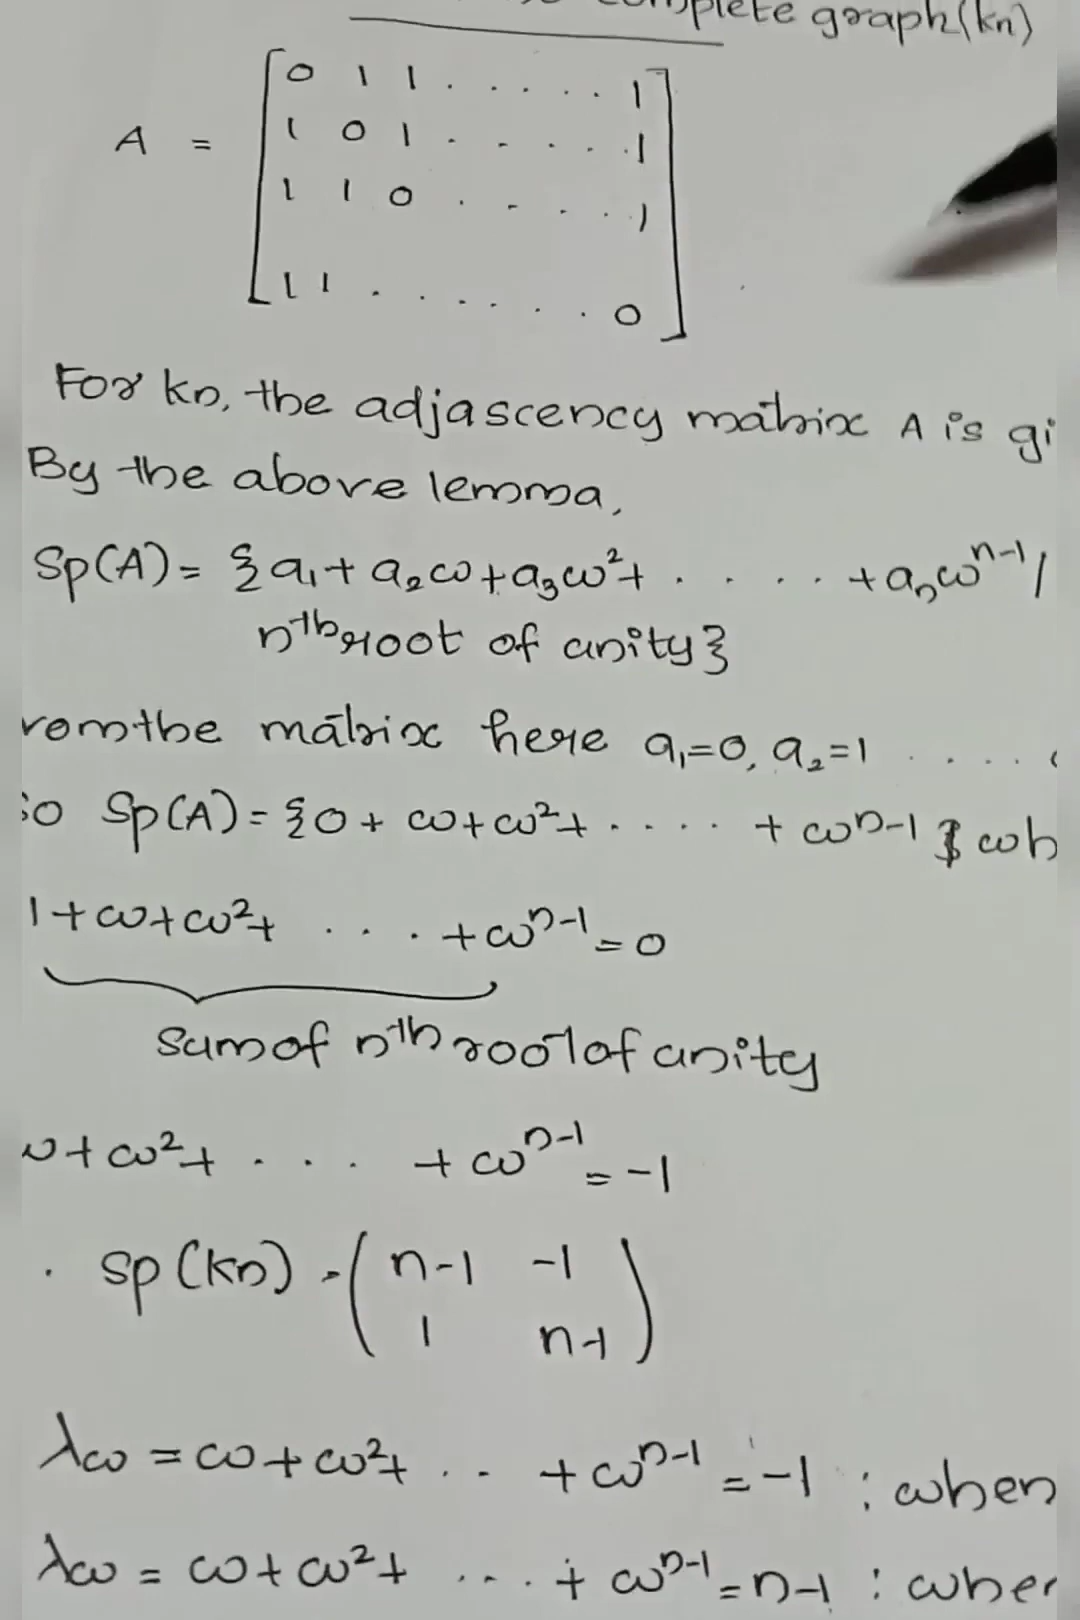 complete graph(kn)
A = [0 1 1 . . . . . 1
1 0 1 . . . . . 1
1 1 0 . . . . . 1
1 1 . . . . . . 0]
For kn, the adjascency matrix A is gi
By the above lemma,
Sp(A) = {a₁ + a₂ω + a₃ω² + . . . . + aₙωⁿ⁻¹ /
nth root of unity}
rom the matrix here a₁=0, a₂=1 . . . .
so Sp(A) = {0 + ω + ω² + . . . . + ωⁿ⁻¹ } wh
1 + ω + ω² + . . . . + ωⁿ⁻¹ = 0
sum of nth root of unity
ω + ω² + . . . . + ωⁿ⁻¹ = -1
. Sp(kn) = ( n-1 -1
1 n-1 )
λω = ω + ω² + . . . + ωⁿ⁻¹ = -1 : when
λω = ω + ω² + . . . . + ωⁿ⁻¹ = n-1 : when